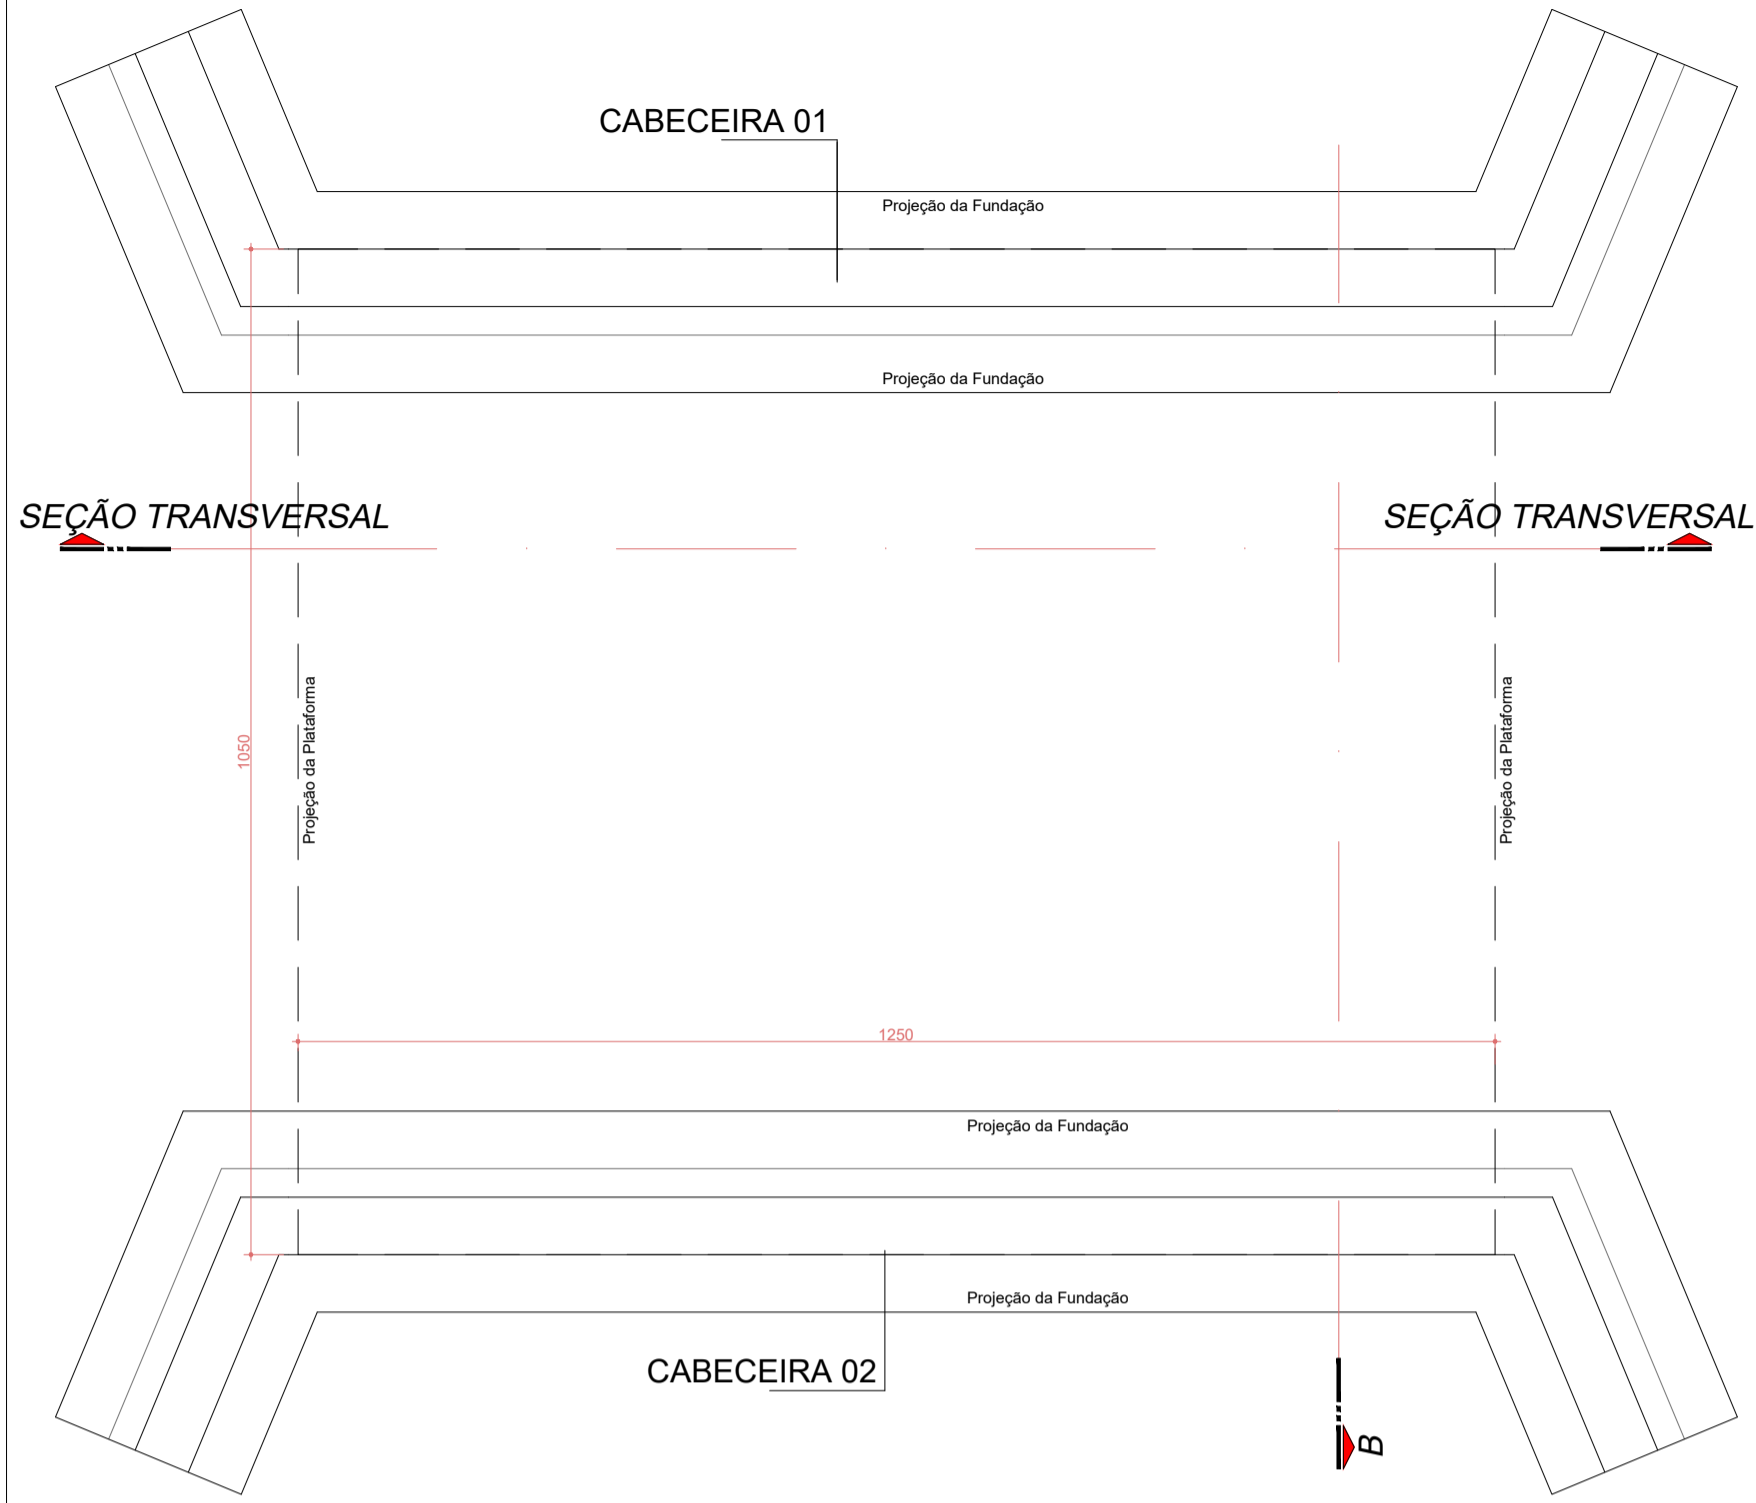 CABECEIRA 01
Projeção da Fundação
Projeção da Fundação
SEÇÃO TRANSVERSAL
SEÇÃO TRANSVERSAL
1050
Projeção da Plataforma
Projeção da Plataforma
1250
Projeção da Fundação
Projeção da Fundação
CABECEIRA 02
B